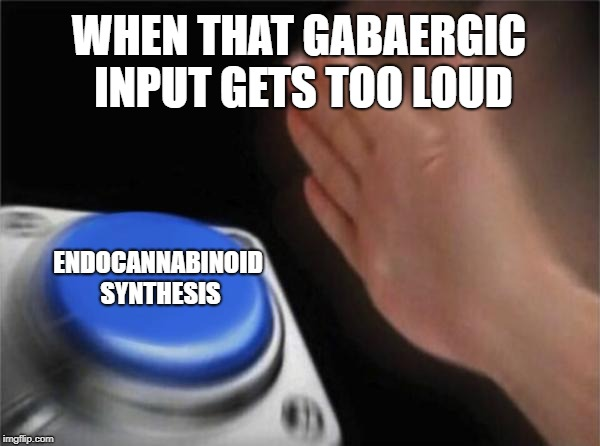 WHEN THAT GABAERGIC
INPUT GETS TOO LOUD
ENDOCANNABINOID
SYNTHESIS
imgflip.com